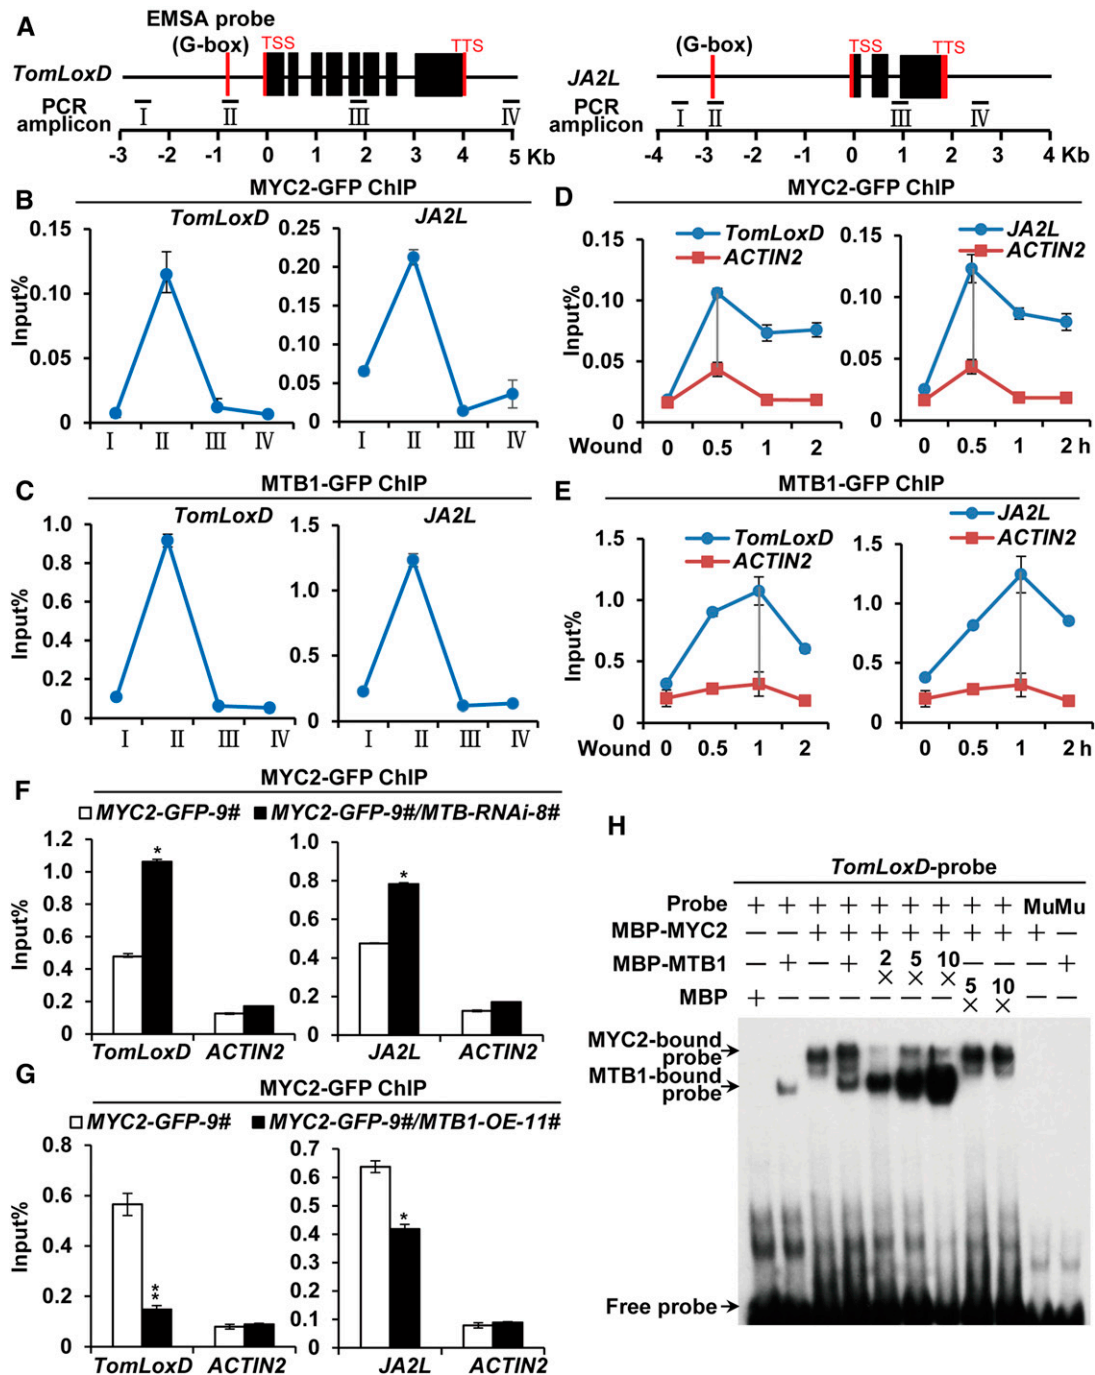 A
EMSA probe
(G-box)
TSS
TTS
TomLoxD
PCR
amplicon
I
II
III
IV
-3 -2 -1 0 1 2 3 4 5 Kb
(G-box)
TSS
TTS
JA2L
PCR
amplicon
I
II
III
IV
-4 -3 -2 -1 0 1 2 3 4 Kb
B
MYC2-GFP ChIP
TomLoxD
JA2L
Input%
0.15
0.10
0.05
0
I II III IV
0.25
0.20
0.15
0.10
0.05
0
I II III IV
D
MYC2-GFP ChIP
TomLoxD
ACTIN2
JA2L
ACTIN2
Input%
0.15
0.10
0.05
0
Wound 0 0.5 1 2
0.15
0.10
0.05
0
0 0.5 1 2 h
C
MTB1-GFP ChIP
TomLoxD
JA2L
Input%
1.0
0.8
0.6
0.4
0.2
0
I II III IV
1.5
1.0
0.5
0
I II III IV
E
MTB1-GFP ChIP
TomLoxD
ACTIN2
JA2L
ACTIN2
Input%
1.5
1.0
0.5
0
Wound 0 0.5 1 2
1.5
1.0
0.5
0
0 0.5 1 2 h
F
MYC2-GFP ChIP
MYC2-GFP-9# MYC2-GFP-9#/MTB-RNAi-8#
Input%
1.2
1.0
0.8
0.6
0.4
0.2
0
*
TomLoxD ACTIN2
1.0
0.8
0.6
0.4
0.2
0
*
JA2L ACTIN2
G
MYC2-GFP ChIP
MYC2-GFP-9# MYC2-GFP-9#/MTB1-OE-11#
Input%
0.8
0.6
0.4
0.2
0
**
TomLoxD ACTIN2
0.7
0.6
0.5
0.4
0.3
0.2
0.1
0
*
JA2L ACTIN2
H
TomLoxD-probe
Probe + + + + + + + + + Mu Mu
MBP-MYC2 — — + + + + + + + + —
MBP-MTB1 — + — + 2× 5× 10× — — — +
MBP + — — — — — — 5× 10× — —
MYC2-bound
probe
MTB1-bound
probe
Free probe